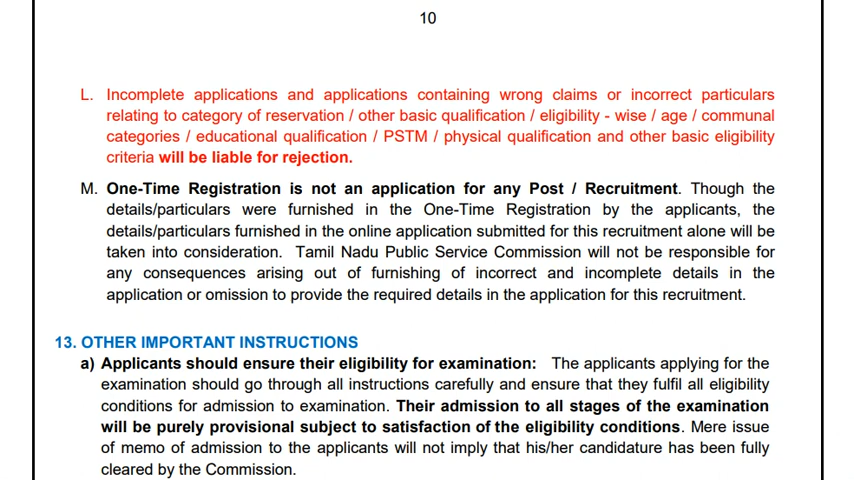 10
L. Incomplete applications and applications containing wrong claims or incorrect particulars
relating to category of reservation / other basic qualification / eligibility - wise / age / communal
categories / educational qualification / PSTM / physical qualification and other basic eligibility
criteria will be liable for rejection.
M. One-Time Registration is not an application for any Post / Recruitment. Though the
details/particulars were furnished in the One-Time Registration by the applicants, the
details/particulars furnished in the online application submitted for this recruitment alone will be
taken into consideration. Tamil Nadu Public Service Commission will not be responsible for
any consequences arising out of furnishing of incorrect and incomplete details in the
application or omission to provide the required details in the application for this recruitment.
13. OTHER IMPORTANT INSTRUCTIONS
a) Applicants should ensure their eligibility for examination: The applicants applying for the
examination should go through all instructions carefully and ensure that they fulfil all eligibility
conditions for admission to examination. Their admission to all stages of the examination
will be purely provisional subject to satisfaction of the eligibility conditions. Mere issue
of memo of admission to the applicants will not imply that his/her candidature has been fully
cleared by the Commission.